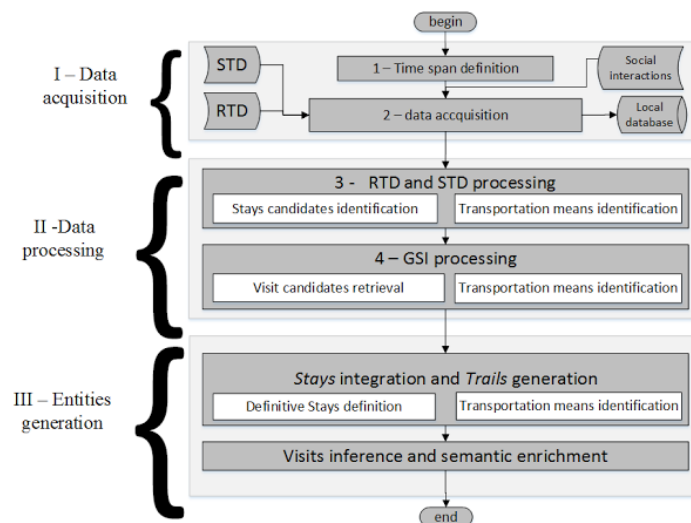 begin
I – Data
acquisition
STD
RTD
1 – Time span definition
Social
interactions
2 – data accquisition
Local
database
II -Data
processing
3 - RTD and STD processing
Stays candidates identification
Transportation means identification
4 – GSI processing
Visit candidates retrieval
Transportation means identification
III – Entities
generation
Stays integration and Trails generation
Definitive Stays definition
Transportation means identification
Visits inference and semantic enrichment
end